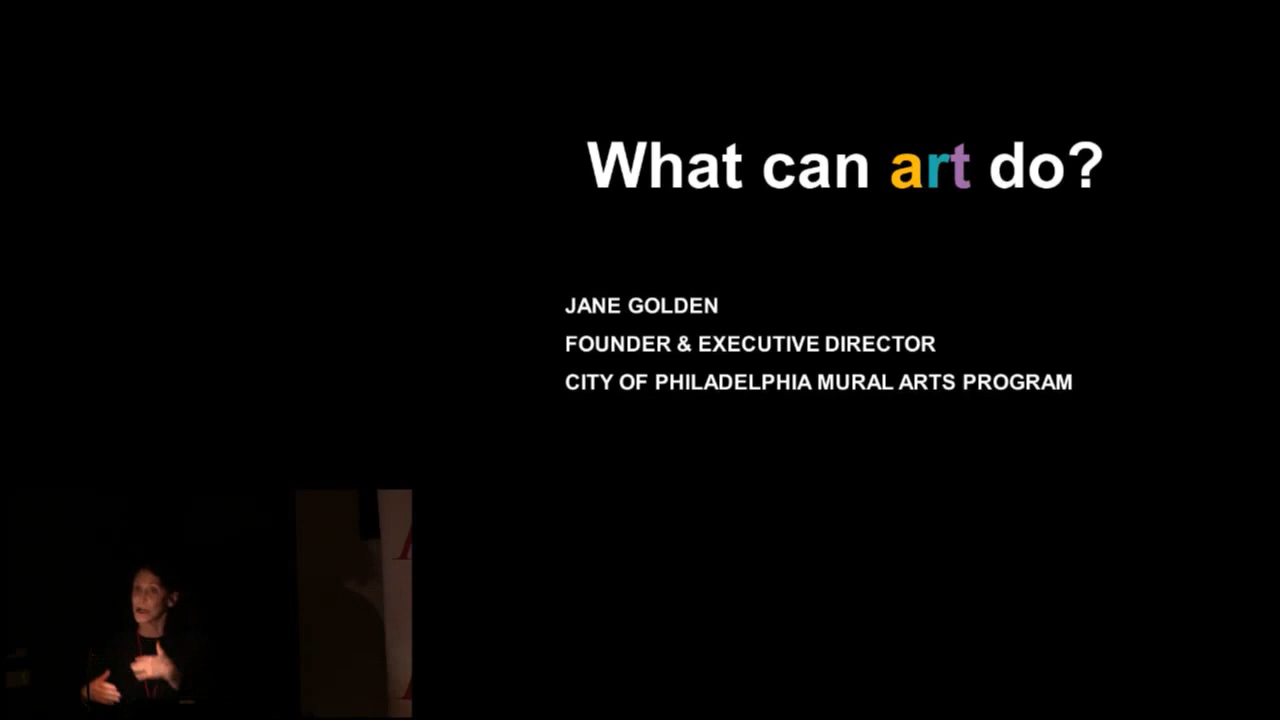 What can art do?
JANE GOLDEN
FOUNDER & EXECUTIVE DIRECTOR
CITY OF PHILADELPHIA MURAL ARTS PROGRAM